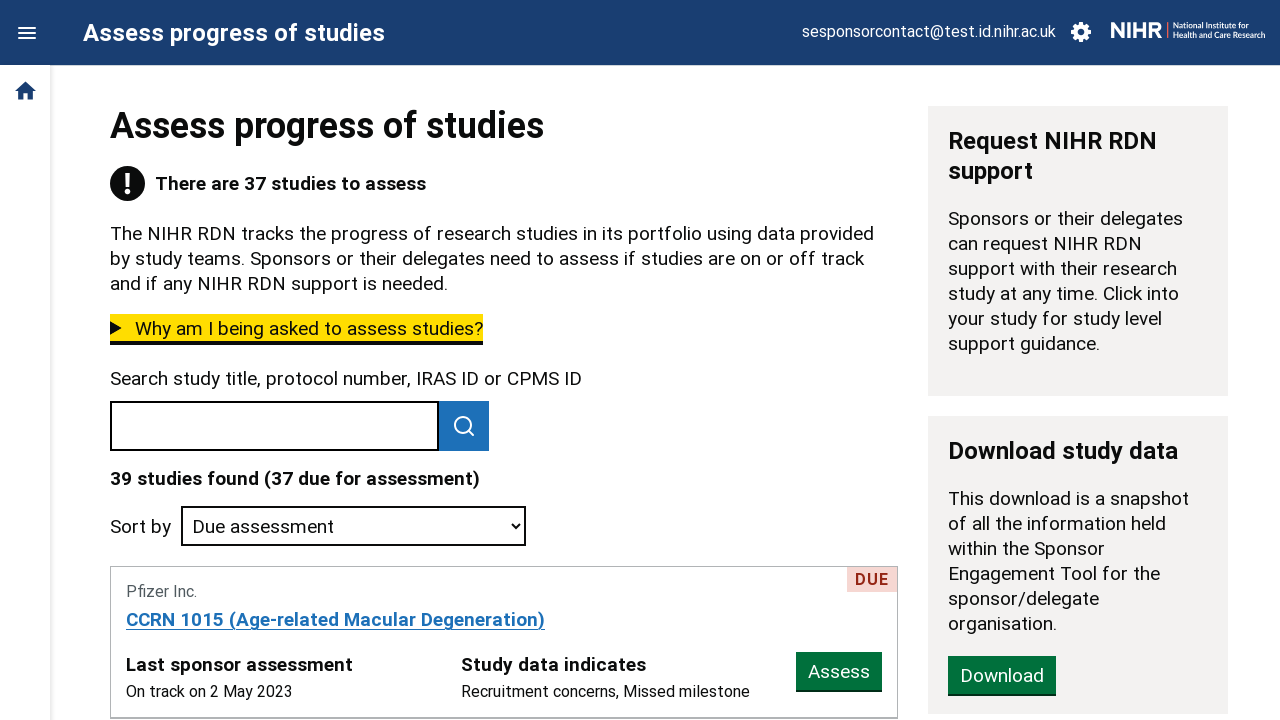 Assess progress of studies
sesponsorcontact@test.id.nihr.ac.uk
NIHR
National Institute for
Health and Care Research
Assess progress of studies
There are 37 studies to assess
The NIHR RDN tracks the progress of research studies in its portfolio using data provided
by study teams. Sponsors or their delegates need to assess if studies are on or off track
and if any NIHR RDN support is needed.
Why am I being asked to assess studies?
Search study title, protocol number, IRAS ID or CPMS ID
39 studies found (37 due for assessment)
Sort by
Due assessment
DUE
Pfizer Inc.
CCRN 1015 (Age-related Macular Degeneration)
Last sponsor assessment
On track on 2 May 2023
Study data indicates
Recruitment concerns, Missed milestone
Assess
Request NIHR RDN
support
Sponsors or their delegates
can request NIHR RDN
support with their research
study at any time. Click into
your study for study level
support guidance.
Download study data
This download is a snapshot
of all the information held
within the Sponsor
Engagement Tool for the
sponsor/delegate
organisation.
Download